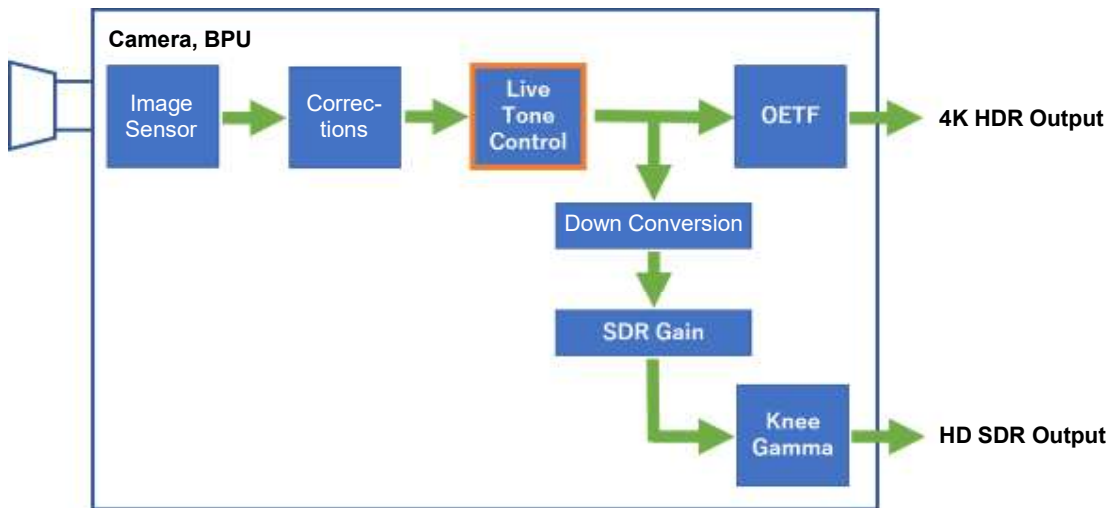 Camera, BPU
Image
Sensor
Correc-
tions
Live
Tone
Control
OETF
4K HDR Output
Down Conversion
SDR Gain
Knee
Gamma
HD SDR Output